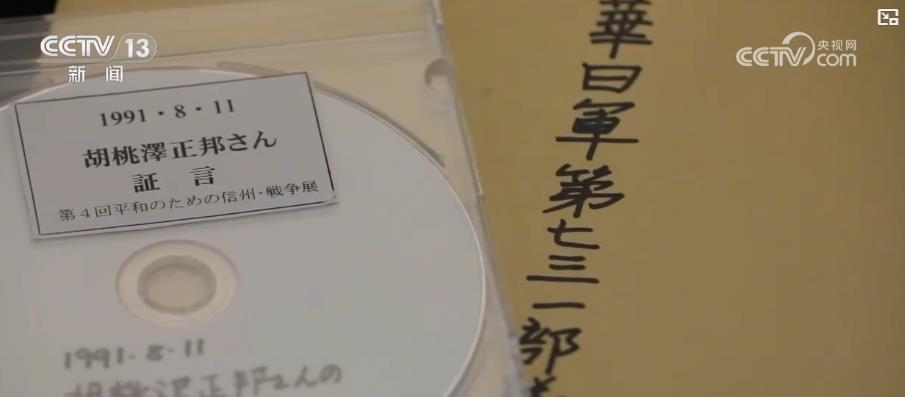 CCTV 13
新闻
央视网
CCTV com
1991・8・11
胡桃澤正邦さん
証 言
第4回平和のための信州・戦争展
1991・8・11
胡桃沢正邦さんの
華日軍第七三一部